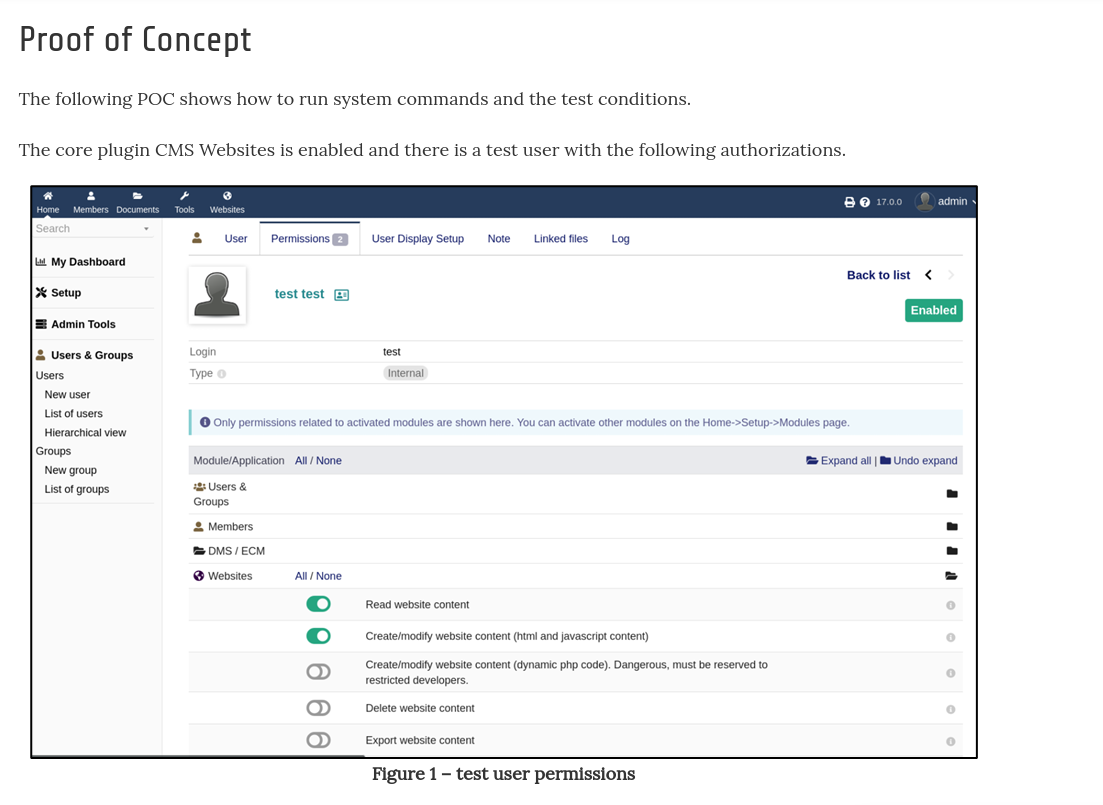 Proof of Concept
The following POC shows how to run system commands and the test conditions.
The core plugin CMS Websites is enabled and there is a test user with the following authorizations.
Home Members Documents Tools Websites 17.0.0 admin
Search
My Dashboard
Setup
Admin Tools
Users & Groups
Users
New user
List of users
Hierarchical view
Groups
New group
List of groups
User Permissions 2 User Display Setup Note Linked files Log
Back to list
test test
Enabled
Login test
Type Internal
Only permissions related to activated modules are shown here. You can activate other modules on the Home->Setup->Modules page.
Module/Application All / None Expand all | Undo expand
Users &
Groups
Members
DMS / ECM
Websites All / None
Read website content
Create/modify website content (html and javascript content)
Create/modify website content (dynamic php code). Dangerous, must be reserved to
restricted developers.
Delete website content
Export website content
Figure 1 – test user permissions